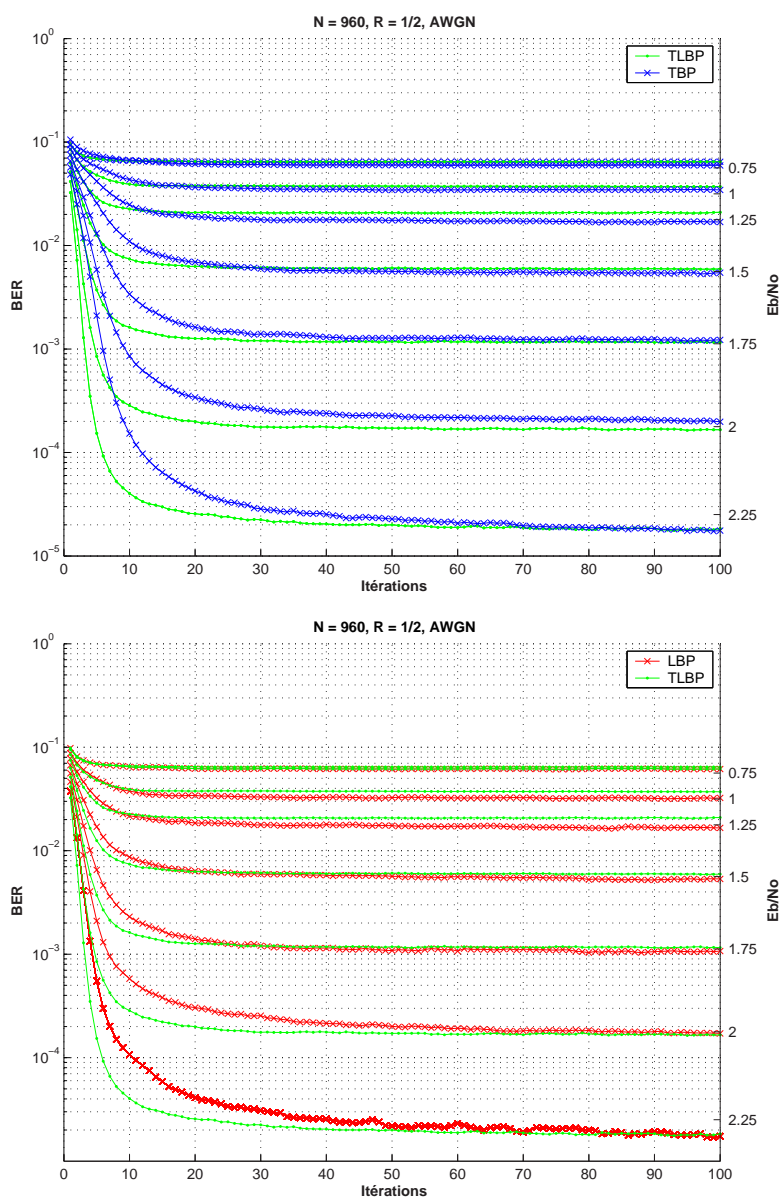 N = 960, R = 1/2, AWGN
10^0
10^-1
10^-2
10^-3
10^-4
10^-5
BER
TLBP
TBP
0.75
1
1.25
1.5
1.75
2
2.25
Eb/No
0 10 20 30 40 50 60 70 80 90 100
Itérations
N = 960, R = 1/2, AWGN
10^0
10^-1
10^-2
10^-3
10^-4
BER
LBP
TLBP
0.75
1
1.25
1.5
1.75
2
2.25
Eb/No
0 10 20 30 40 50 60 70 80 90 100
Itérations